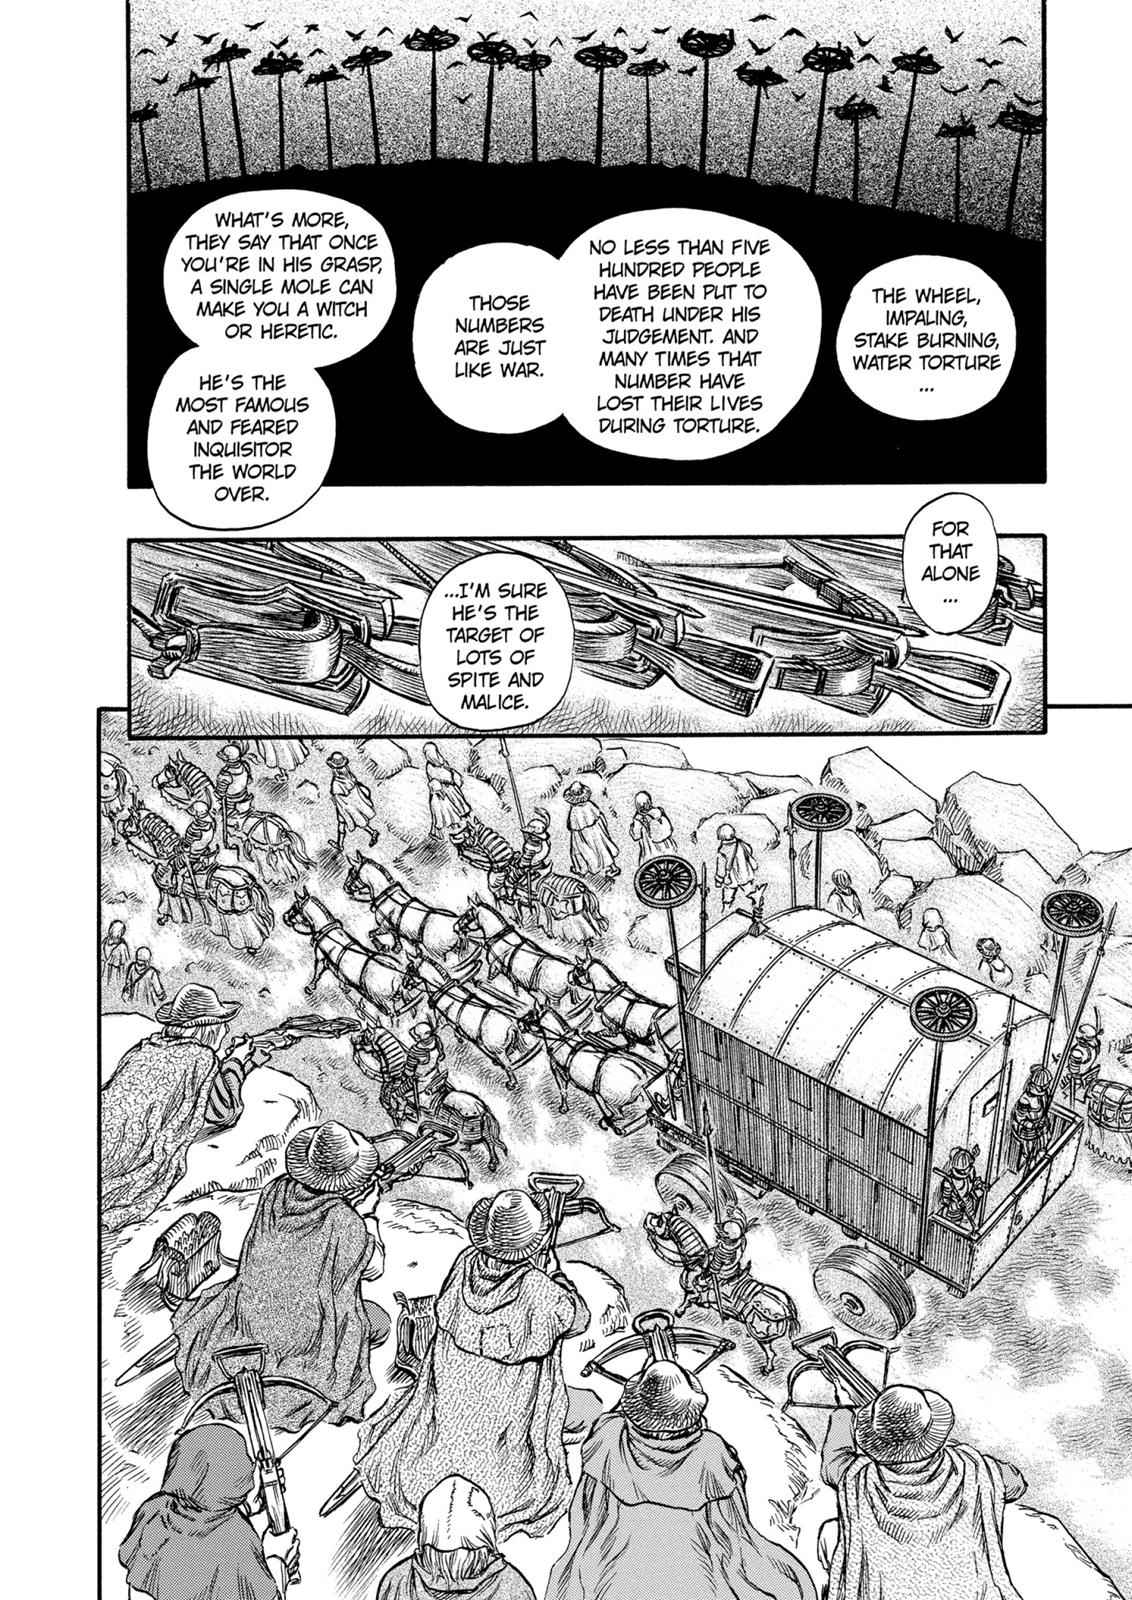 THE WHEEL,
IMPALING,
STAKE BURNING,
WATER TORTURE
...
NO LESS THAN FIVE
HUNDRED PEOPLE
HAVE BEEN PUT TO
DEATH UNDER HIS
JUDGEMENT. AND
MANY TIMES THAT
NUMBER HAVE
LOST THEIR LIVES
DURING TORTURE.
THOSE
NUMBERS
ARE JUST
LIKE WAR.
WHAT'S MORE,
THEY SAY THAT ONCE
YOU'RE IN HIS GRASP,
A SINGLE MOLE CAN
MAKE YOU A WITCH
OR HERETIC.
HE'S THE
MOST FAMOUS
AND FEARED
INQUISITOR
THE WORLD
OVER.
FOR
THAT
ALONE
...
...I'M SURE
HE'S THE
TARGET OF
LOTS OF
SPITE AND
MALICE.